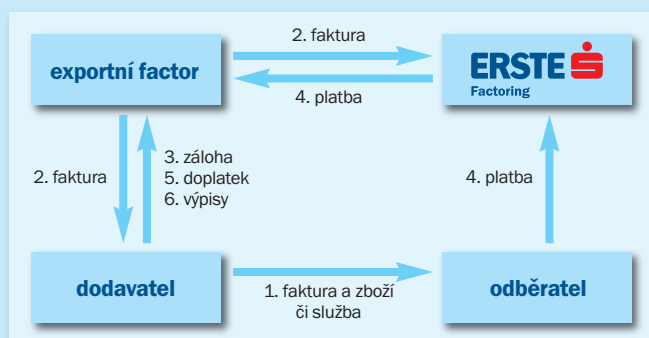 2. faktura
exportní factor
ERSTE
Factoring
4. platba
2. faktura
3. záloha
5. doplatek
6. výpisy
4. platba
dodavatel
1. faktura a zboží
či služba
odběratel